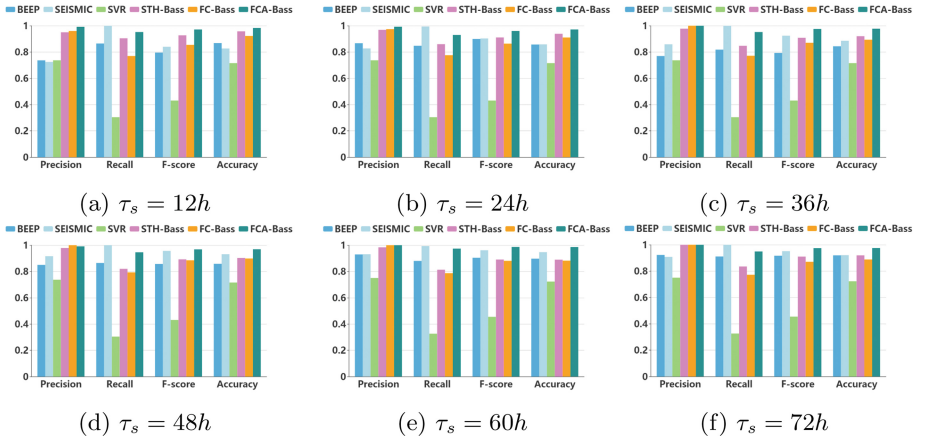 BEEP SEISMIC SVR STH-Bass FC-Bass FCA-Bass
1
0.8
0.6
0.4
0.2
0
Precision Recall F-score Accuracy
(a) τs = 12h
BEEP SEISMIC SVR STH-Bass FC-Bass FCA-Bass
1
0.8
0.6
0.4
0.2
0
Precision Recall F-score Accuracy
(b) τs = 24h
BEEP SEISMIC SVR STH-Bass FC-Bass FCA-Bass
1
0.8
0.6
0.4
0.2
0
Precision Recall F-score Accuracy
(c) τs = 36h
BEEP SEISMIC SVR STH-Bass FC-Bass FCA-Bass
1
0.8
0.6
0.4
0.2
0
Precision Recall F-score Accuracy
(d) τs = 48h
BEEP SEISMIC SVR STH-Bass FC-Bass FCA-Bass
1
0.8
0.6
0.4
0.2
0
Precision Recall F-score Accuracy
(e) τs = 60h
BEEP SEISMIC SVR STH-Bass FC-Bass FCA-Bass
1
0.8
0.6
0.4
0.2
0
Precision Recall F-score Accuracy
(f) τs = 72h